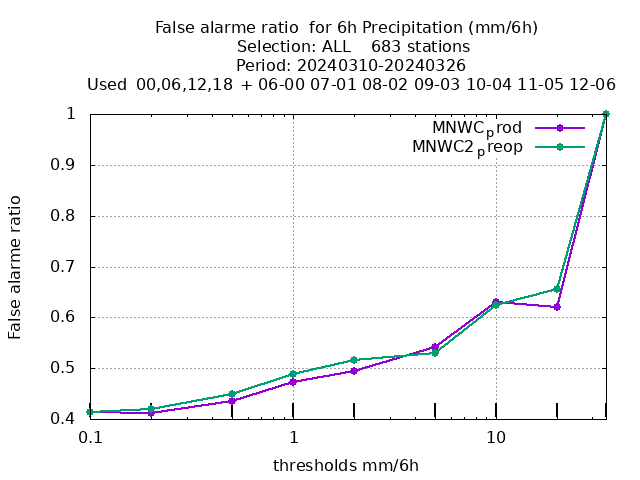 False alarme ratio  for 6h Precipitation (mm/6h)
Selection: ALL    683 stations
Period: 20240310-20240326
Used  00,06,12,18  + 06-00 07-01 08-02 09-03 10-04 11-05 12-06
MNWCprod
MNWC2preop
False alarme ratio
1
0.9
0.8
0.7
0.6
0.5
0.4
0.1 1 10
thresholds mm/6h